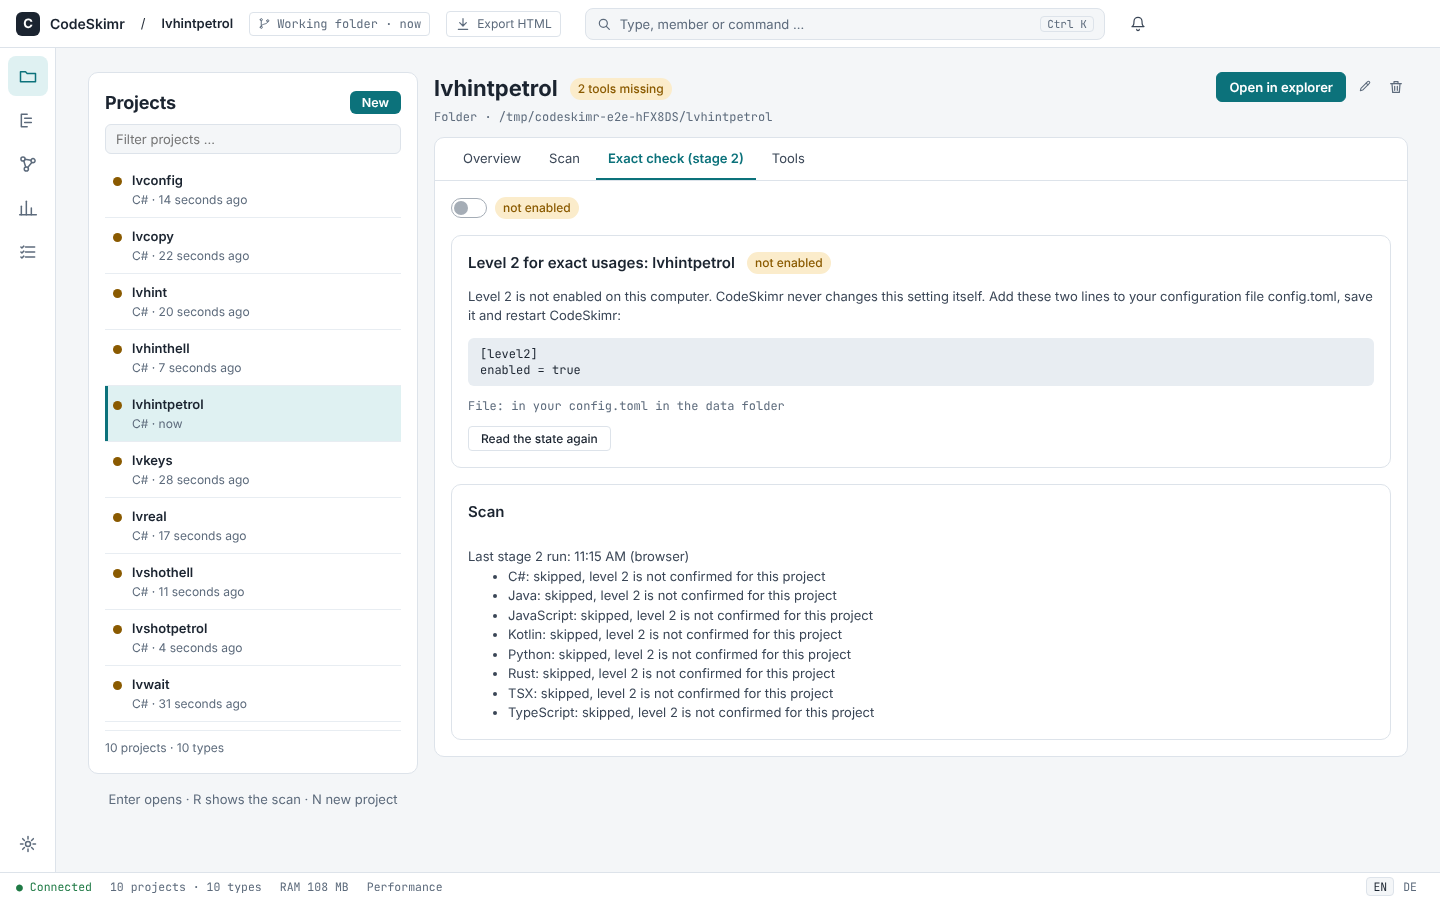 C CodeSkimr / lvhintpetrol Working folder · now Export HTML Type, member or command ... Ctrl K
Projects
New
Filter projects ...
lvconfig
C# · 14 seconds ago
lvcopy
C# · 22 seconds ago
lvhint
C# · 20 seconds ago
lvhinthell
C# · 7 seconds ago
lvhintpetrol
C# · now
lvkeys
C# · 28 seconds ago
lvreal
C# · 17 seconds ago
lvshothell
C# · 11 seconds ago
lvshotpetrol
C# · 4 seconds ago
lvwait
C# · 31 seconds ago
10 projects · 10 types
Enter opens · R shows the scan · N new project
lvhintpetrol 2 tools missing
Open in explorer
Folder · /tmp/codeskimr-e2e-hFX8DS/lvhintpetrol
Overview Scan Exact check (stage 2) Tools
not enabled
Level 2 for exact usages: lvhintpetrol not enabled
Level 2 is not enabled on this computer. CodeSkimr never changes this setting itself. Add these two lines to your configuration file config.toml, save
it and restart CodeSkimr:
[level2]
enabled = true
File: in your config.toml in the data folder
Read the state again
Scan
Last stage 2 run: 11:15 AM (browser)
• C#: skipped, level 2 is not confirmed for this project
• Java: skipped, level 2 is not confirmed for this project
• JavaScript: skipped, level 2 is not confirmed for this project
• Kotlin: skipped, level 2 is not confirmed for this project
• Python: skipped, level 2 is not confirmed for this project
• Rust: skipped, level 2 is not confirmed for this project
• TSX: skipped, level 2 is not confirmed for this project
• TypeScript: skipped, level 2 is not confirmed for this project
Connected 10 projects · 10 types RAM 108 MB Performance EN DE